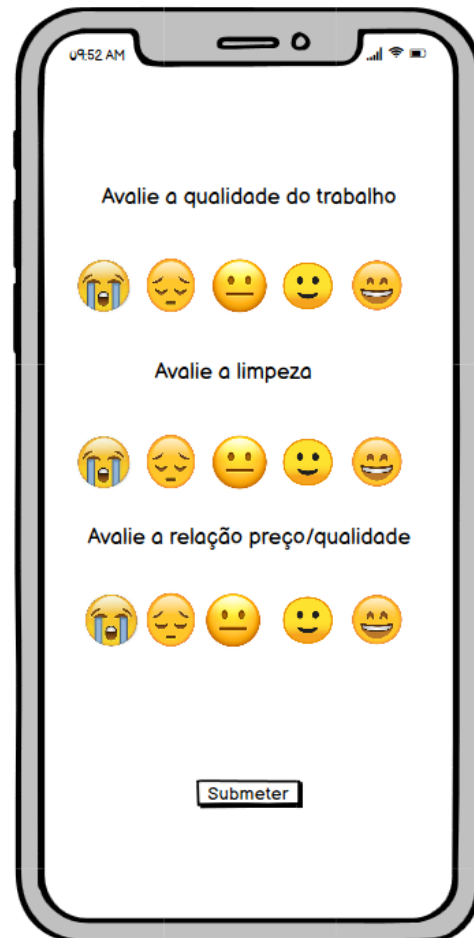 09:52 AM
Avalie a qualidade do trabalho
Avalie a limpeza
Avalie a relação preço/qualidade
Submeter